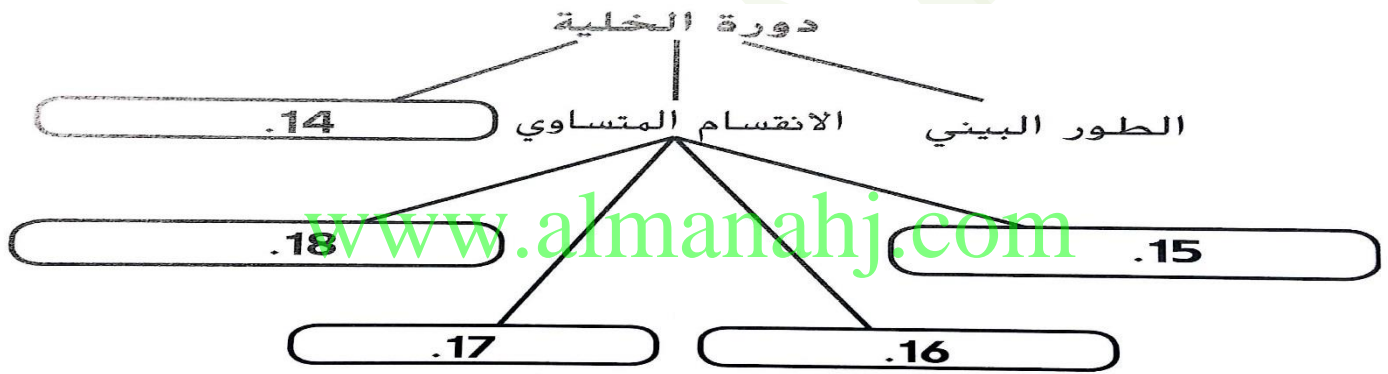 دورة الخلية
الطور البيني
الانقسام المتساوي
14.
15.
18.
www.almanahj.com
16.
17.